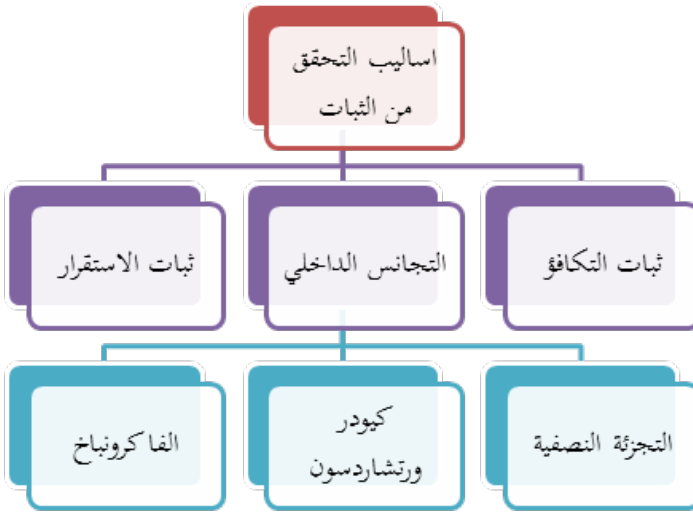 اساليب التحقق
من الثبات
ثبات التكافؤ
التجانس الداخلي
ثبات الاستقرار
التجزئة النصفية
كيودر
ورتشاردسون
الفا كرونباخ